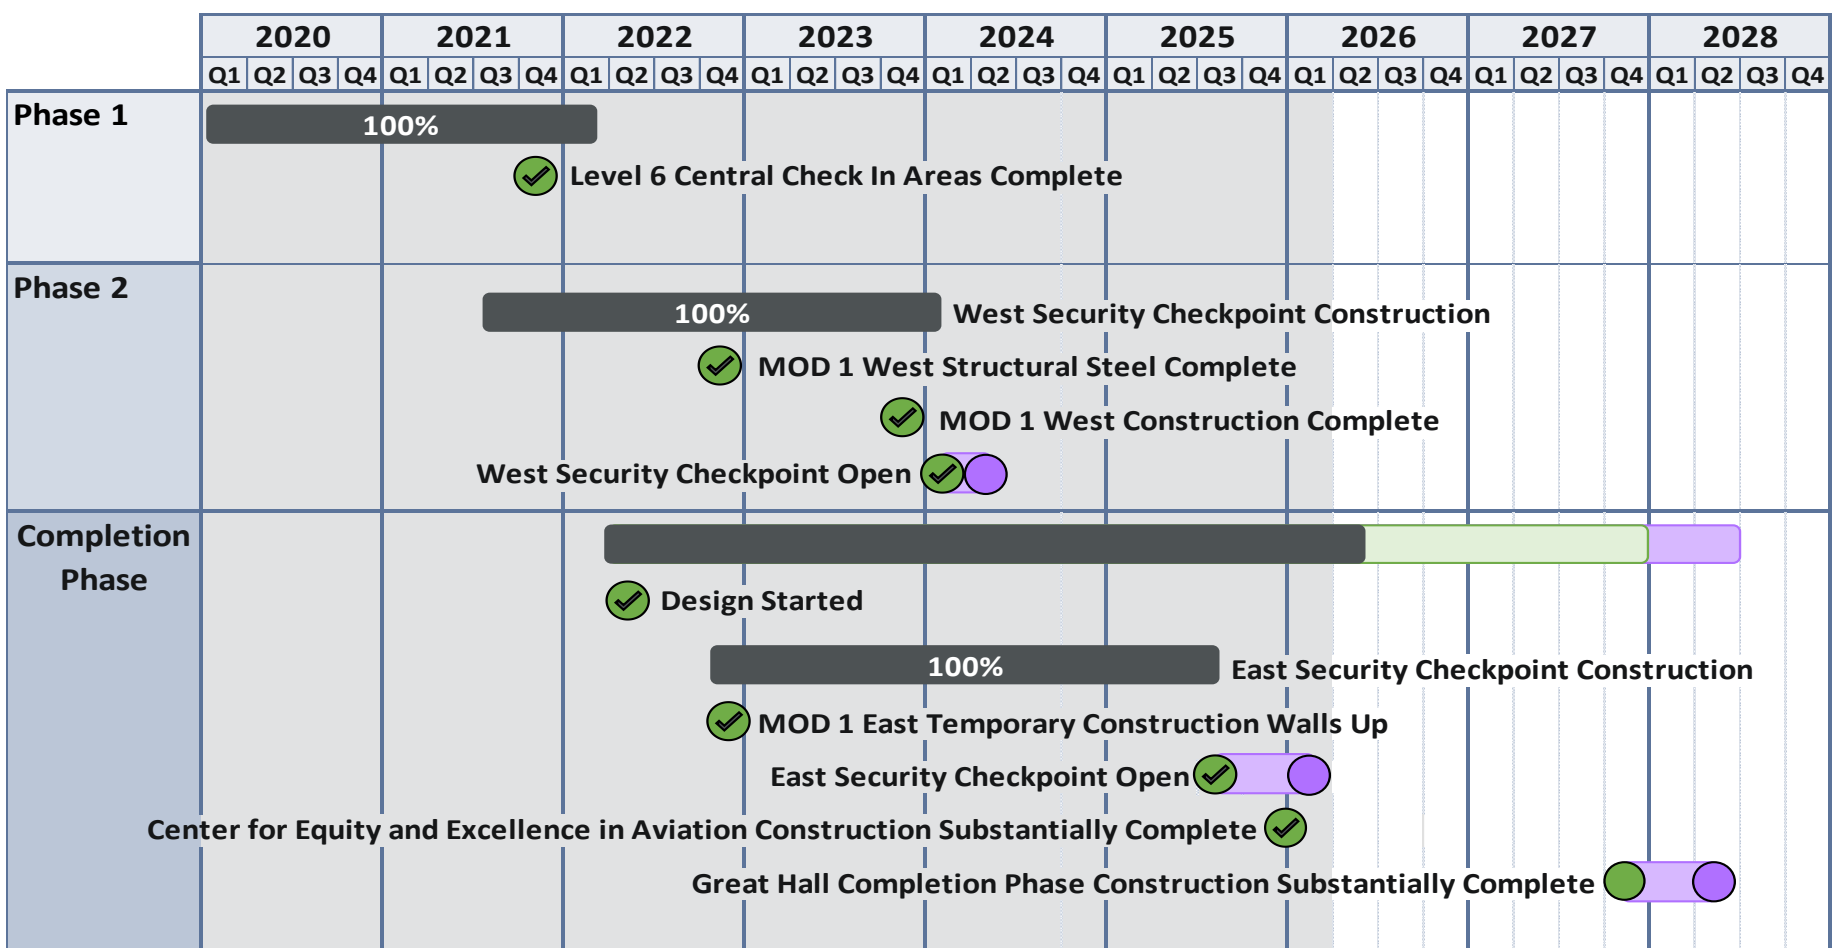 2020 2021 2022 2023 2024 2025 2026 2027 2028
Q1 Q2 Q3 Q4 Q1 Q2 Q3 Q4 Q1 Q2 Q3 Q4 Q1 Q2 Q3 Q4 Q1 Q2 Q3 Q4 Q1 Q2 Q3 Q4 Q1 Q2 Q3 Q4 Q1 Q2 Q3 Q4 Q1 Q2 Q3 Q4
Phase 1
100%
Level 6 Central Check In Areas Complete
Phase 2
100% West Security Checkpoint Construction
MOD 1 West Structural Steel Complete
MOD 1 West Construction Complete
West Security Checkpoint Open
Completion
Phase
Design Started
100% East Security Checkpoint Construction
MOD 1 East Temporary Construction Walls Up
East Security Checkpoint Open
Center for Equity and Excellence in Aviation Construction Substantially Complete
Great Hall Completion Phase Construction Substantially Complete